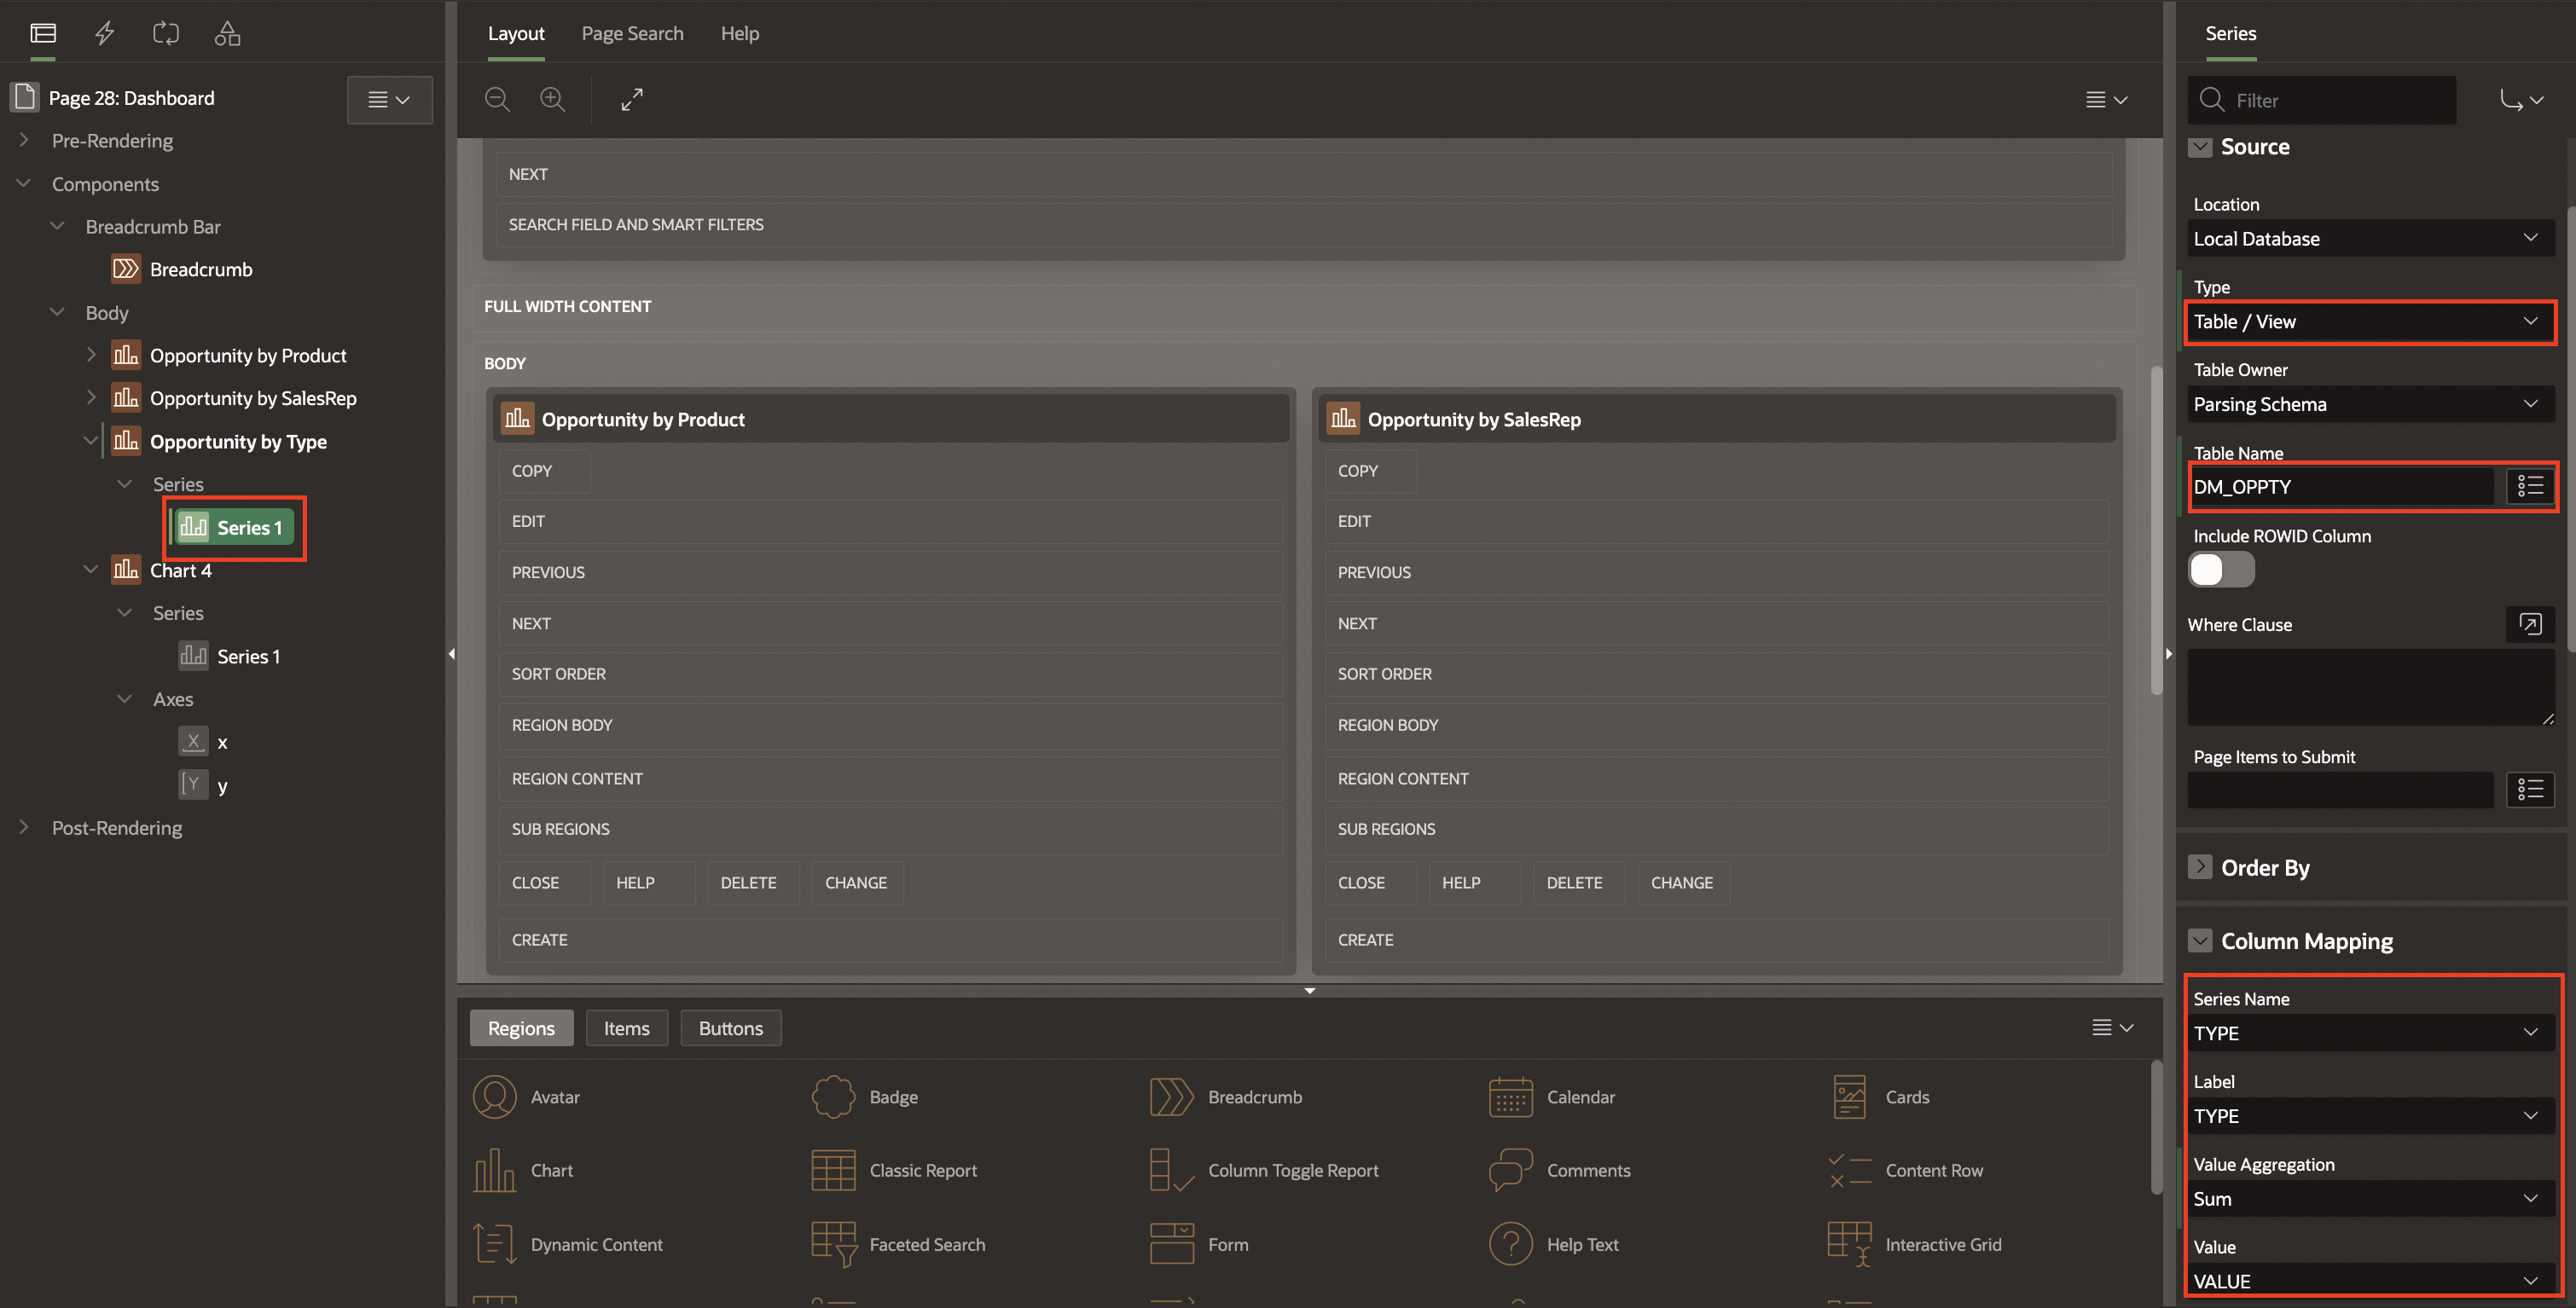 Page 28: Dashboard
Pre-Rendering
Components
Breadcrumb Bar
Breadcrumb
Body
Opportunity by Product
Opportunity by SalesRep
Opportunity by Type
Series
Series 1
Chart 4
Series
Series 1
Axes
X x
Y y
Post-Rendering
Layout Page Search Help
NEXT
SEARCH FIELD AND SMART FILTERS
FULL WIDTH CONTENT
BODY
Opportunity by Product
COPY
EDIT
PREVIOUS
NEXT
SORT ORDER
REGION BODY
REGION CONTENT
SUB REGIONS
CLOSE HELP DELETE CHANGE
CREATE
Opportunity by SalesRep
COPY
EDIT
PREVIOUS
NEXT
SORT ORDER
REGION BODY
REGION CONTENT
SUB REGIONS
CLOSE HELP DELETE CHANGE
CREATE
Regions Items Buttons
Avatar Badge Breadcrumb Calendar Cards
Chart Classic Report Column Toggle Report Comments Content Row
Dynamic Content Faceted Search Form Help Text Interactive Grid
Series
Filter
Source
Location
Local Database
Type
Table / View
Table Owner
Parsing Schema
Table Name
DM_OPPTY
Include ROWID Column
Where Clause
Page Items to Submit
Order By
Column Mapping
Series Name
TYPE
Label
TYPE
Value Aggregation
Sum
Value
VALUE